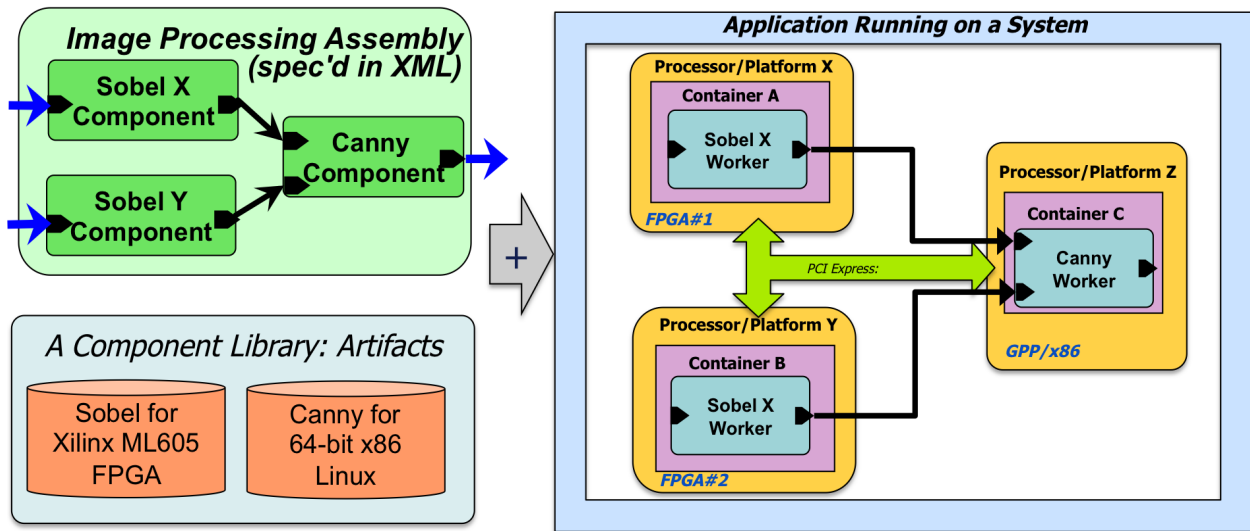 Image Processing Assembly
(spec'd in XML)
Sobel X
Component
Canny
Component
Sobel Y
Component
A Component Library: Artifacts
Sobel for
Xilinx ML605
FPGA
Canny for
64-bit x86
Linux
+
Application Running on a System
Processor/Platform X
Container A
Sobel X
Worker
FPGA#1
PCI Express:
Processor/Platform Y
Container B
Sobel X
Worker
FPGA#2
Processor/Platform Z
Container C
Canny
Worker
GPP/x86